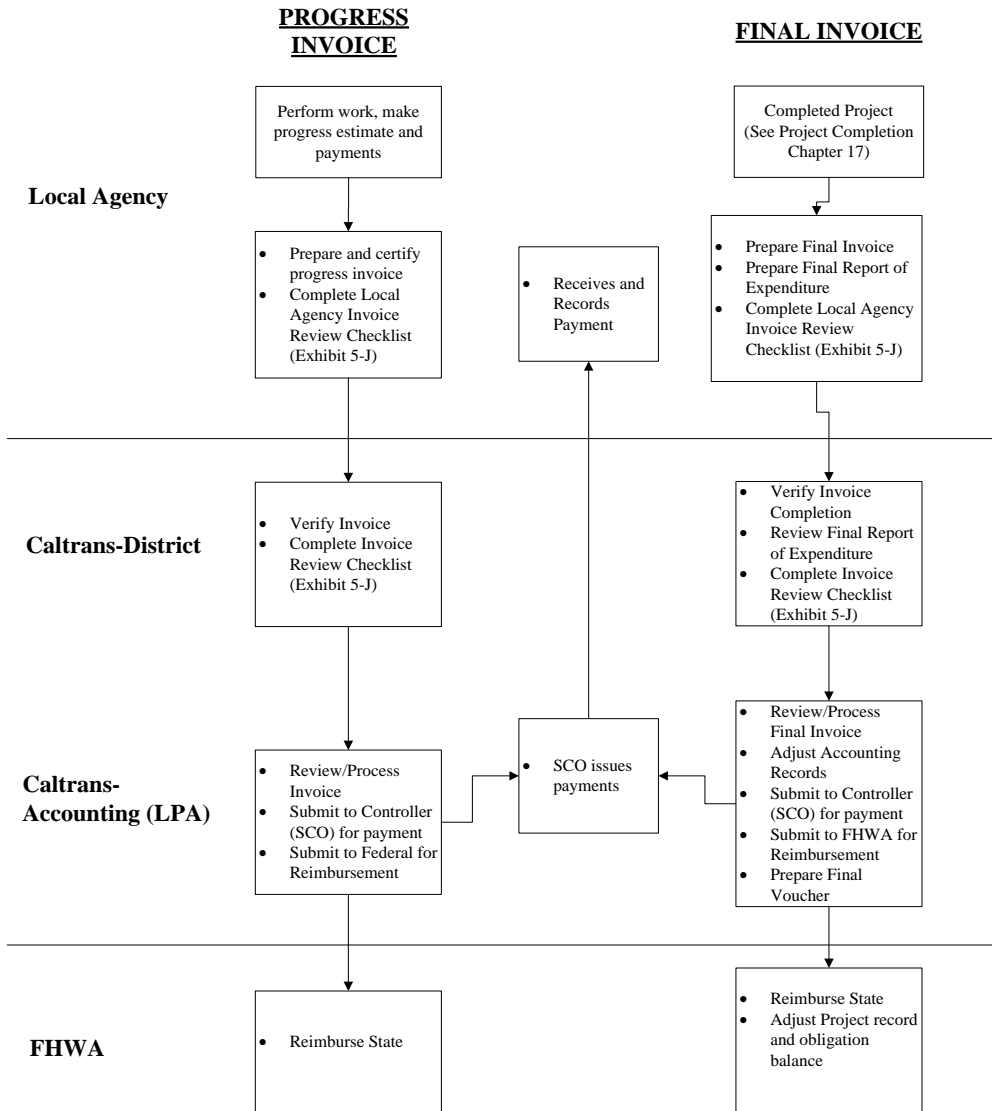 PROGRESS
INVOICE
FINAL INVOICE
Perform work, make
progress estimate and
payments
Completed Project
(See Project Completion
Chapter 17)
Local Agency
• Prepare and certify
progress invoice
• Complete Local
Agency Invoice
Review Checklist
(Exhibit 5-J)
• Receives and
Records
Payment
• Prepare Final Invoice
• Prepare Final Report of
Expenditure
• Complete Local Agency
Invoice Review
Checklist (Exhibit 5-J)
Caltrans-District
• Verify Invoice
• Complete Invoice
Review Checklist
(Exhibit 5-J)
• Verify Invoice
Completion
• Review Final Report
of Expenditure
• Complete Invoice
Review Checklist
(Exhibit 5-J)
Caltrans-
Accounting (LPA)
• Review/Process
Invoice
• Submit to Controller
(SCO) for payment
• Submit to Federal for
Reimbursement
• SCO issues
payments
• Review/Process
Final Invoice
• Adjust Accounting
Records
• Submit to Controller
(SCO) for payment
• Submit to FHWA for
Reimbursement
• Prepare Final
Voucher
FHWA
• Reimburse State
• Reimburse State
• Adjust Project record
and obligation
balance